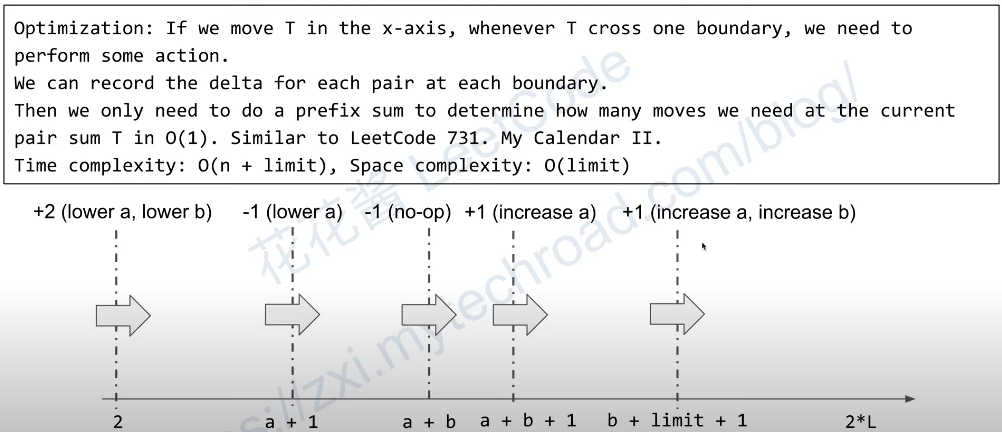 Optimization: If we move T in the x-axis, whenever T cross one boundary, we need to
perform some action.
We can record the delta for each pair at each boundary.
Then we only need to do a prefix sum to determine how many moves we need at the current
pair sum T in O(1). Similar to LeetCode 731. My Calendar II.
Time complexity: O(n + limit), Space complexity: O(limit)
+2 (lower a, lower b) -1 (lower a) -1 (no-op) +1 (increase a) +1 (increase a, increase b)
2 a + 1 a + b a + b + 1 b + limit + 1 2*L
花花酱 LeetCode
s://zxi.mytechroad.com/blog/